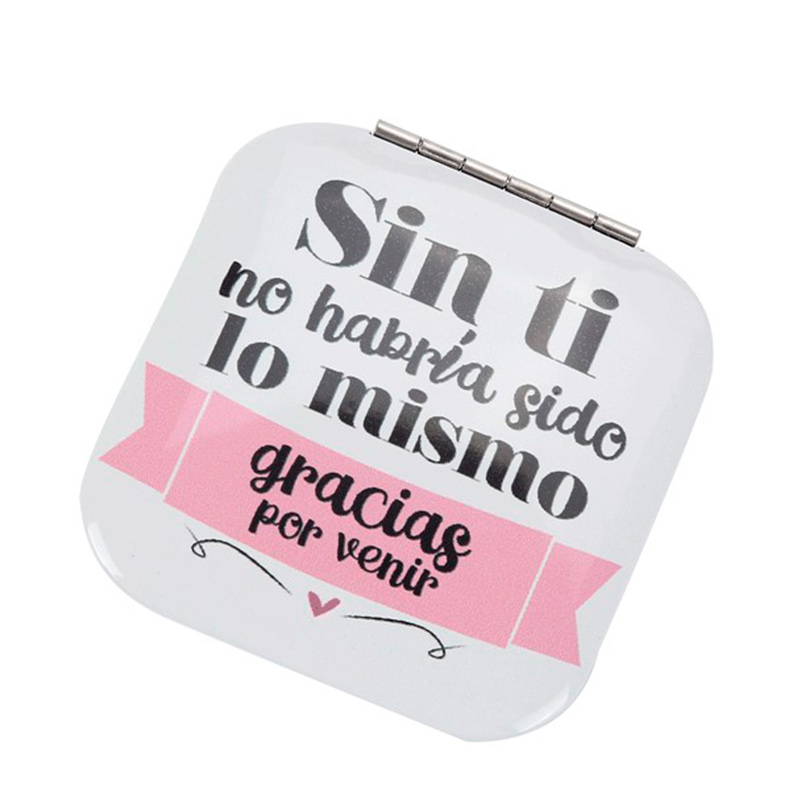 Sin ti
no habría sido
lo mismo
gracias
por venir